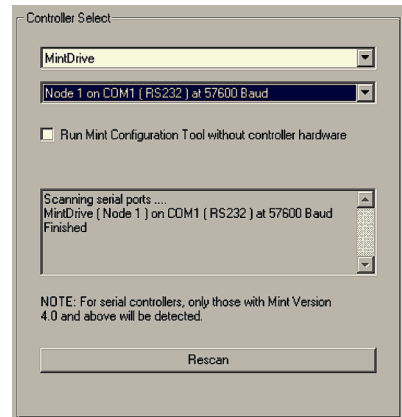 Controller Select
MintDrive
Node 1 on COM1 ( RS232 ) at 57600 Baud
Run Mint Configuration Tool without controller hardware
Scanning serial ports ....
MintDrive ( Node 1 ) on COM1 ( RS232 ) at 57600 Baud
Finished
NOTE: For serial controllers, only those with Mint Version
4.0 and above will be detected.
Rescan